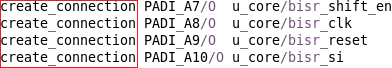 create_connection PADI_A7/O u_core/bisr_shift_en
create_connection PADI_A8/O u_core/bisr_clk
create_connection PADI_A9/O u_core/bisr_reset
create_connection PADI_A10/O u_core/bisr_si